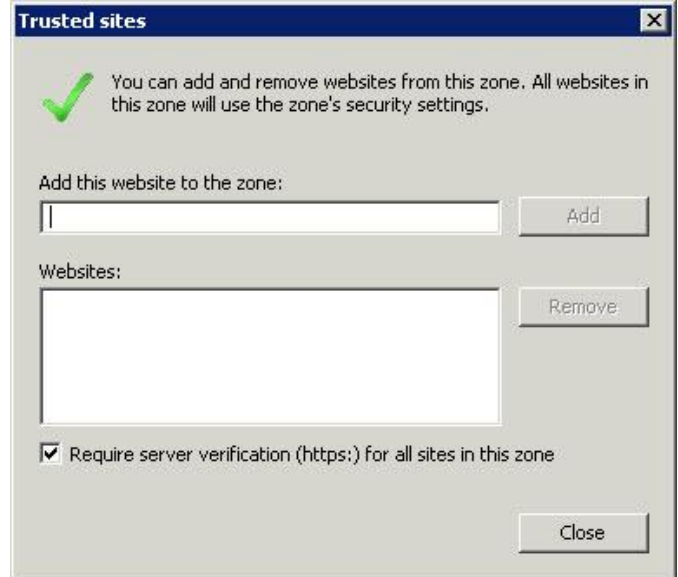 Trusted sites
You can add and remove websites from this zone. All websites in
this zone will use the zone's security settings.
Add this website to the zone:
Add
Websites:
Remove
Require server verification (https:) for all sites in this zone
Close